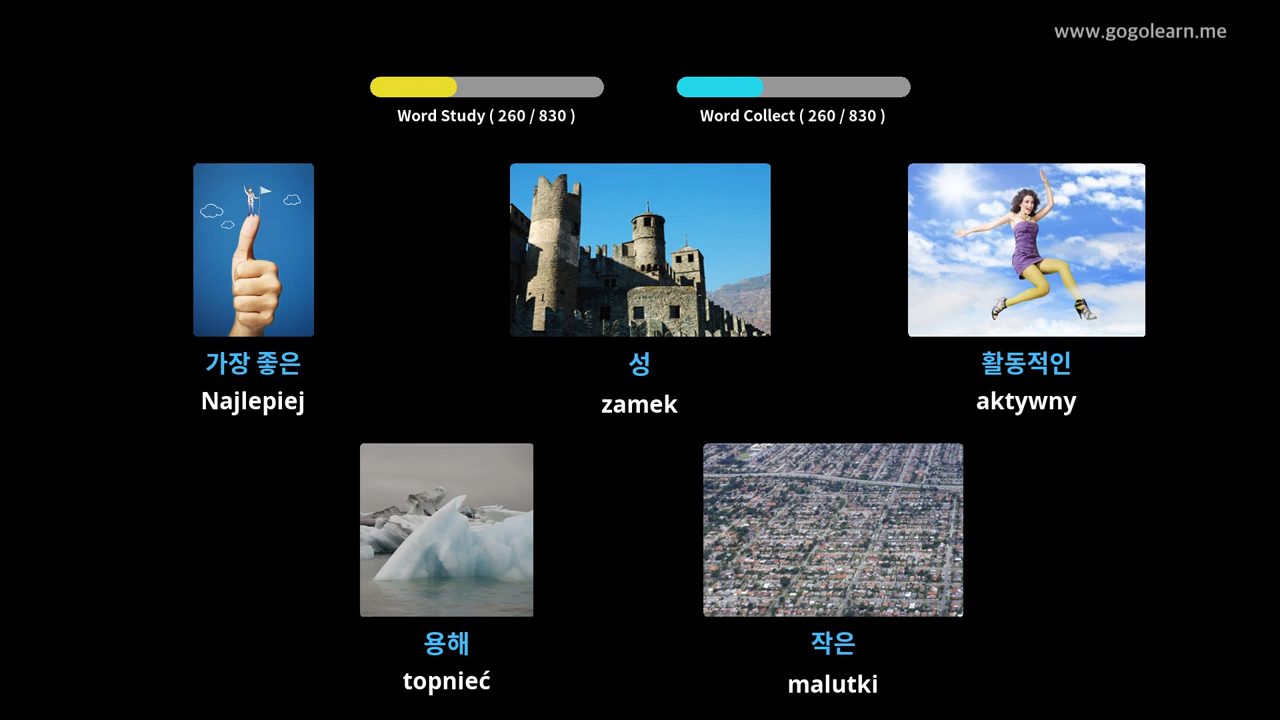 www.gogolearn.me
Word Study ( 260 / 830 )
Word Collect ( 260 / 830 )
가장 좋은
Najlepiej
성
zamek
활동적인
aktywny
용해
topnieć
작은
malutki